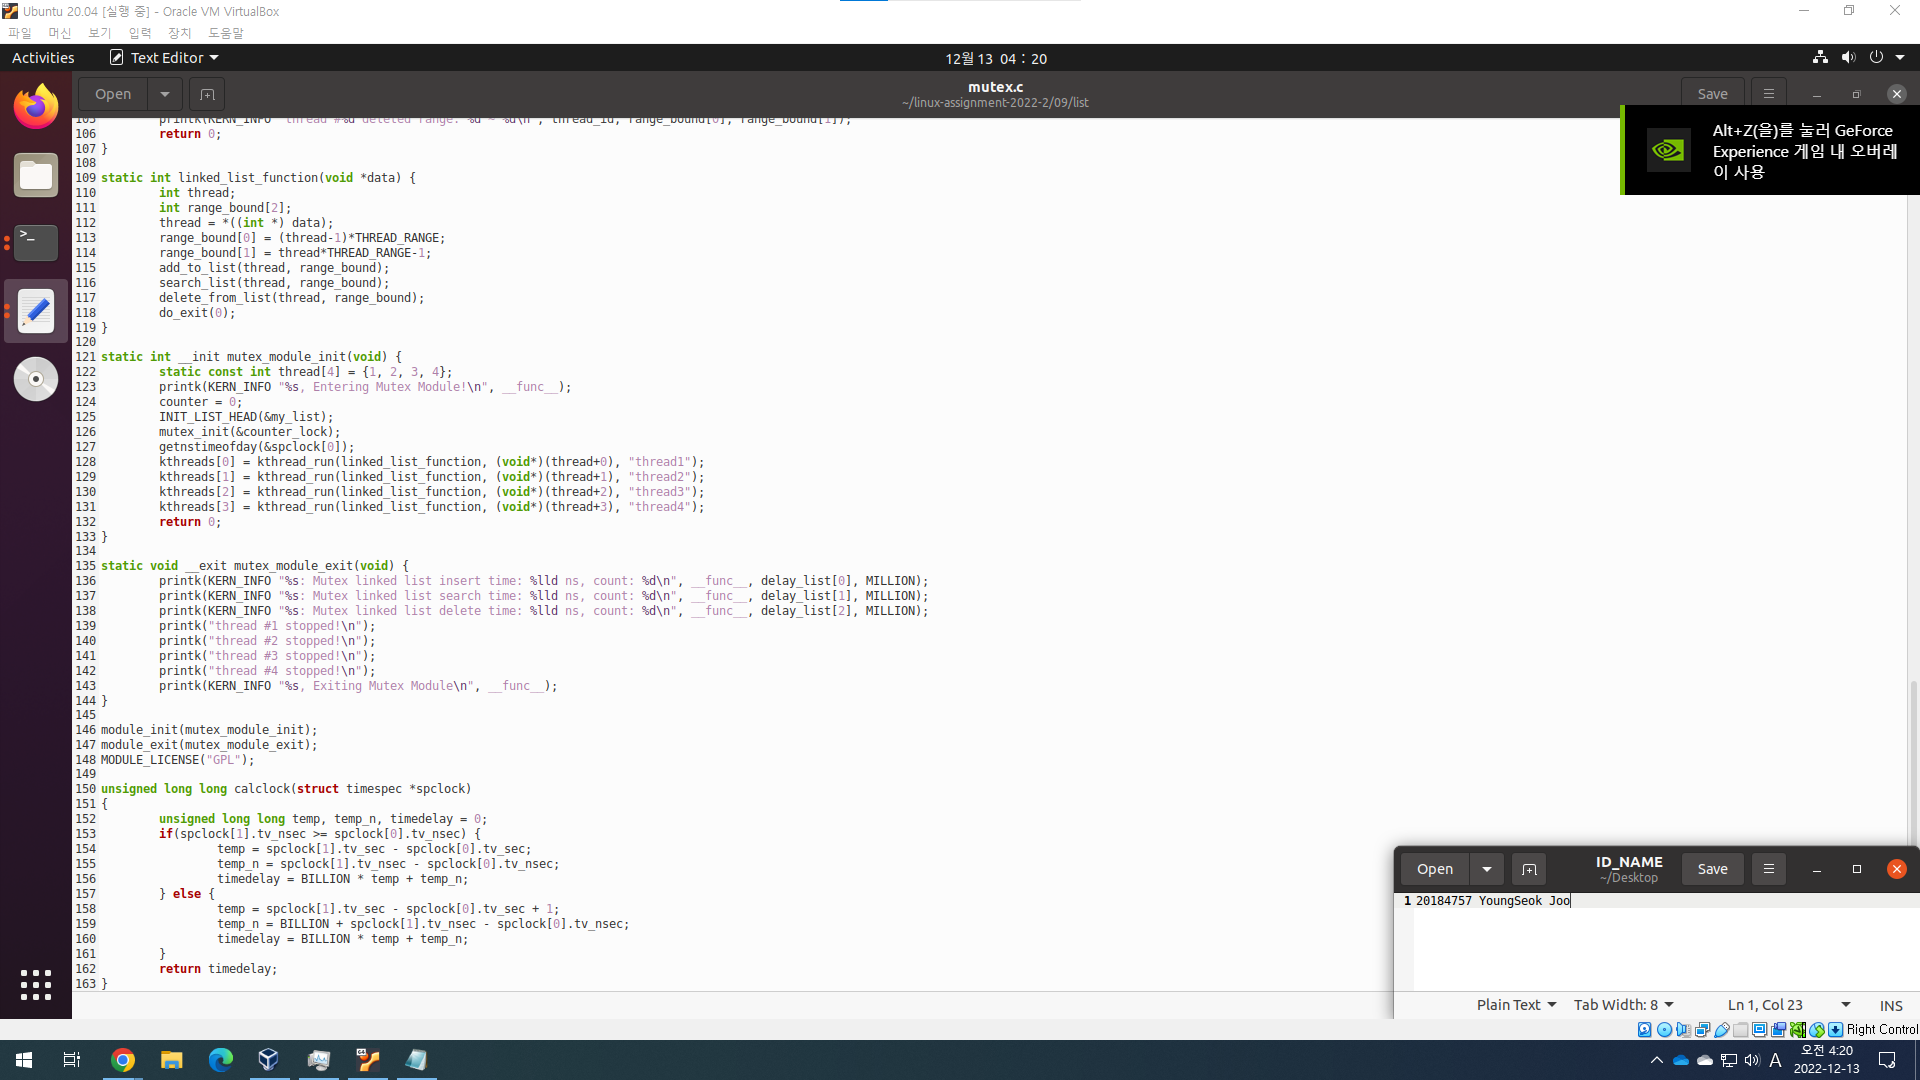 Ubuntu 20.04 [실행 중] - Oracle VM VirtualBox
파일 머신 보기 입력 장치 도움말
Activities Text Editor 12월 13 04 : 20
Open mutex.c Save
~/linux-assignment-2022-2/09/list
Alt+Z(을)를 눌러 GeForce
Experience 게임 내 오버레
이 사용
105 printk(KERN_INFO "thread #%d deleted range: %d ~ %d\n", thread_id, range_bound[0], range_bound[1]);
106 return 0;
107 }
108
109 static int linked_list_function(void *data) {
110 int thread;
111 int range_bound[2];
112 thread = *((int *) data);
113 range_bound[0] = (thread-1)*THREAD_RANGE;
114 range_bound[1] = thread*THREAD_RANGE-1;
115 add_to_list(thread, range_bound);
116 search_list(thread, range_bound);
117 delete_from_list(thread, range_bound);
118 do_exit(0);
119 }
120
121 static int __init mutex_module_init(void) {
122 static const int thread[4] = {1, 2, 3, 4};
123 printk(KERN_INFO "%s, Entering Mutex Module!\n", __func__);
124 counter = 0;
125 INIT_LIST_HEAD(&my_list);
126 mutex_init(&counter_lock);
127 getnstimeofday(&spclock[0]);
128 kthreads[0] = kthread_run(linked_list_function, (void*)(thread+0), "thread1");
129 kthreads[1] = kthread_run(linked_list_function, (void*)(thread+1), "thread2");
130 kthreads[2] = kthread_run(linked_list_function, (void*)(thread+2), "thread3");
131 kthreads[3] = kthread_run(linked_list_function, (void*)(thread+3), "thread4");
132 return 0;
133 }
134
135 static void __exit mutex_module_exit(void) {
136 printk(KERN_INFO "%s: Mutex linked list insert time: %lld ns, count: %d\n", __func__, delay_list[0], MILLION);
137 printk(KERN_INFO "%s: Mutex linked list search time: %lld ns, count: %d\n", __func__, delay_list[1], MILLION);
138 printk(KERN_INFO "%s: Mutex linked list delete time: %lld ns, count: %d\n", __func__, delay_list[2], MILLION);
139 printk("thread #1 stopped!\n");
140 printk("thread #2 stopped!\n");
141 printk("thread #3 stopped!\n");
142 printk("thread #4 stopped!\n");
143 printk(KERN_INFO "%s, Exiting Mutex Module\n", __func__);
144 }
145
146 module_init(mutex_module_init);
147 module_exit(mutex_module_exit);
148 MODULE_LICENSE("GPL");
149
150 unsigned long long calclock(struct timespec *spclock)
151 {
152 unsigned long long temp, temp_n, timedelay = 0;
153 if(spclock[1].tv_nsec >= spclock[0].tv_nsec) {
154 temp = spclock[1].tv_sec - spclock[0].tv_sec;
155 temp_n = spclock[1].tv_nsec - spclock[0].tv_nsec;
156 timedelay = BILLION * temp + temp_n;
157 } else {
158 temp = spclock[1].tv_sec - spclock[0].tv_sec + 1;
159 temp_n = BILLION + spclock[1].tv_nsec - spclock[0].tv_nsec;
160 timedelay = BILLION * temp + temp_n;
161 }
162 return timedelay;
163 }
Open ID_NAME Save
~/Desktop
1 20184757 YoungSeok Joo
Plain Text Tab Width: 8 Ln 1, Col 23 INS
Right Control
A 오전 4:20
2022-12-13